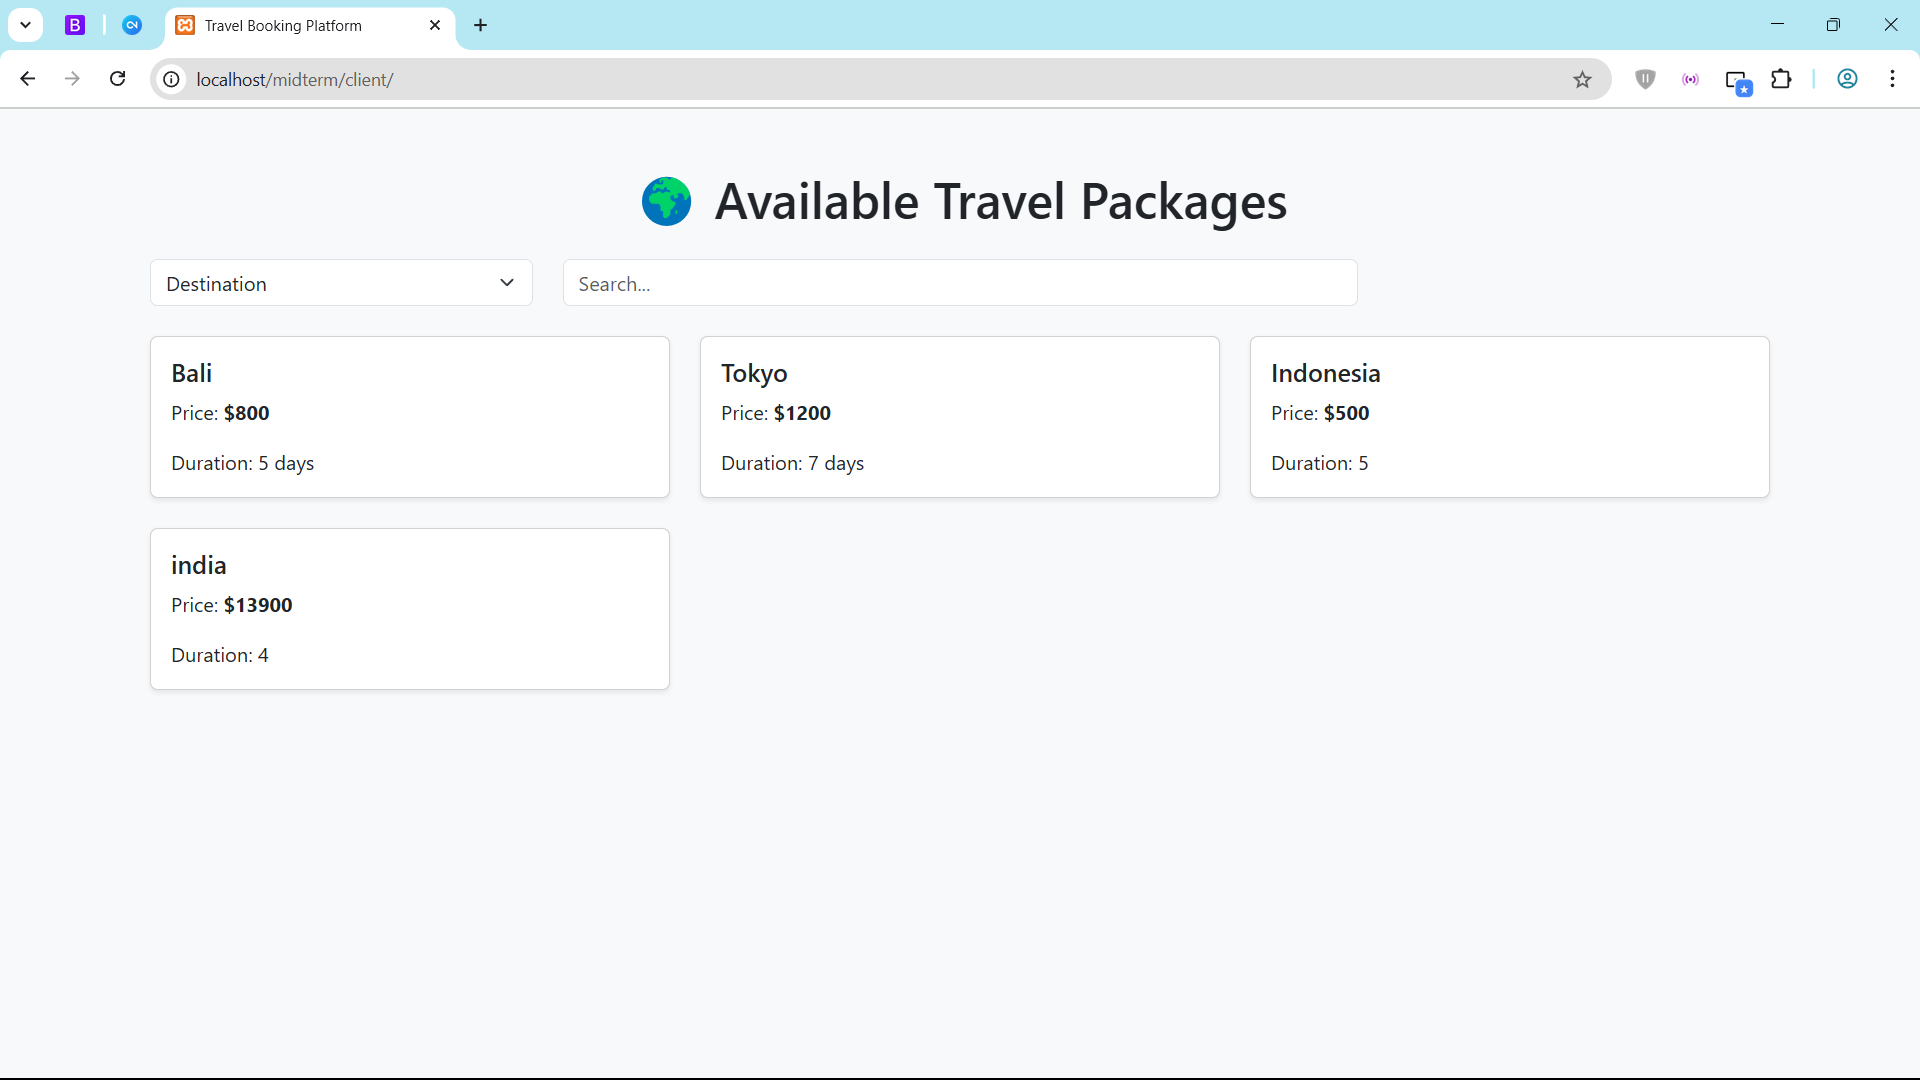 B
Travel Booking Platform
localhost/midterm/client/
Available Travel Packages
Destination
Search...
Bali
Price: $800
Duration: 5 days
Tokyo
Price: $1200
Duration: 7 days
Indonesia
Price: $500
Duration: 5
india
Price: $13900
Duration: 4